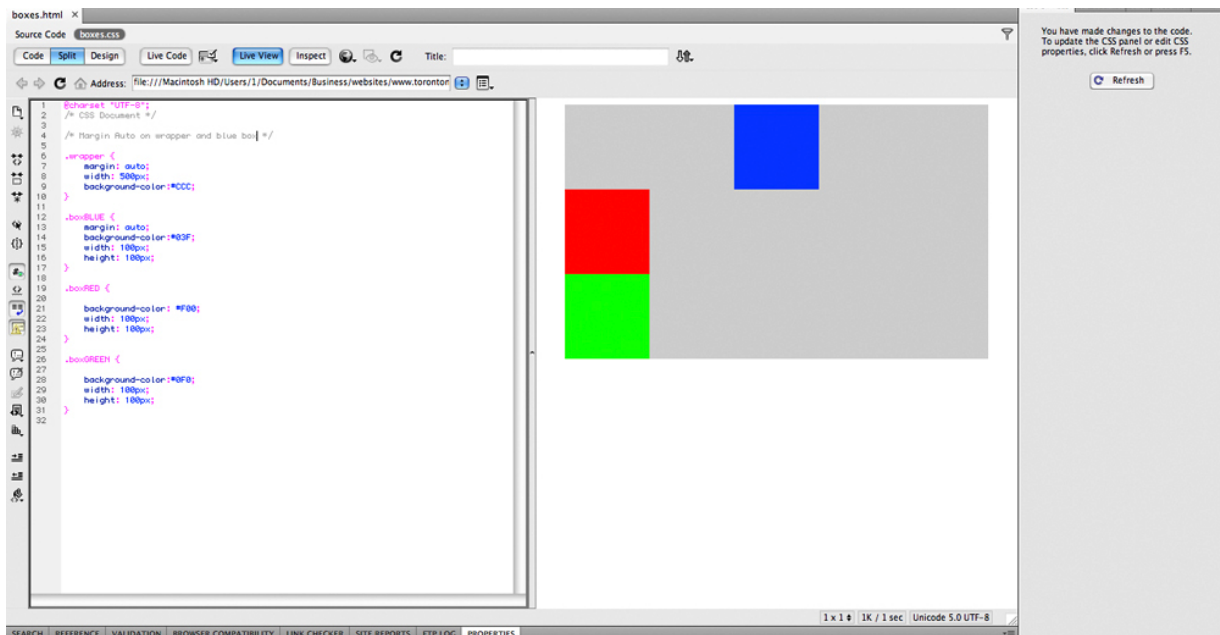 boxes.html ×
Source Code boxes.css
Code Split Design Live Code Live View Inspect Title:
Address: file:///Macintosh HD/Users/1/Documents/Business/websites/www.torontor
1 @charset "UTF-8";
2 /* CSS Document */
3
4 /* Margin Auto on wrapper and blue box */
5
6 .wrapper {
7 margin: auto;
8 width: 500px;
9 background-color:#CCC;
10 }
11
12 .boxBLUE {
13 margin: auto;
14 background-color:#03F;
15 width: 100px;
16 height: 100px;
17 }
18
19 .boxRED {
20
21 background-color: #F00;
22 width: 100px;
23 height: 100px;
24 }
25
26 .boxGREEN {
27
28 background-color:#0F0;
29 width: 100px;
30 height: 100px;
31 }
32
You have made changes to the code.
To update the CSS panel or edit CSS
properties, click Refresh or press F5.
Refresh
1 x 1 1K / 1 sec Unicode 5.0 UTF-8
SEARCH REFERENCE VALIDATION BROWSER COMPATIBILITY LINK CHECKER SITE REPORTS FTP LOG PROPERTIES